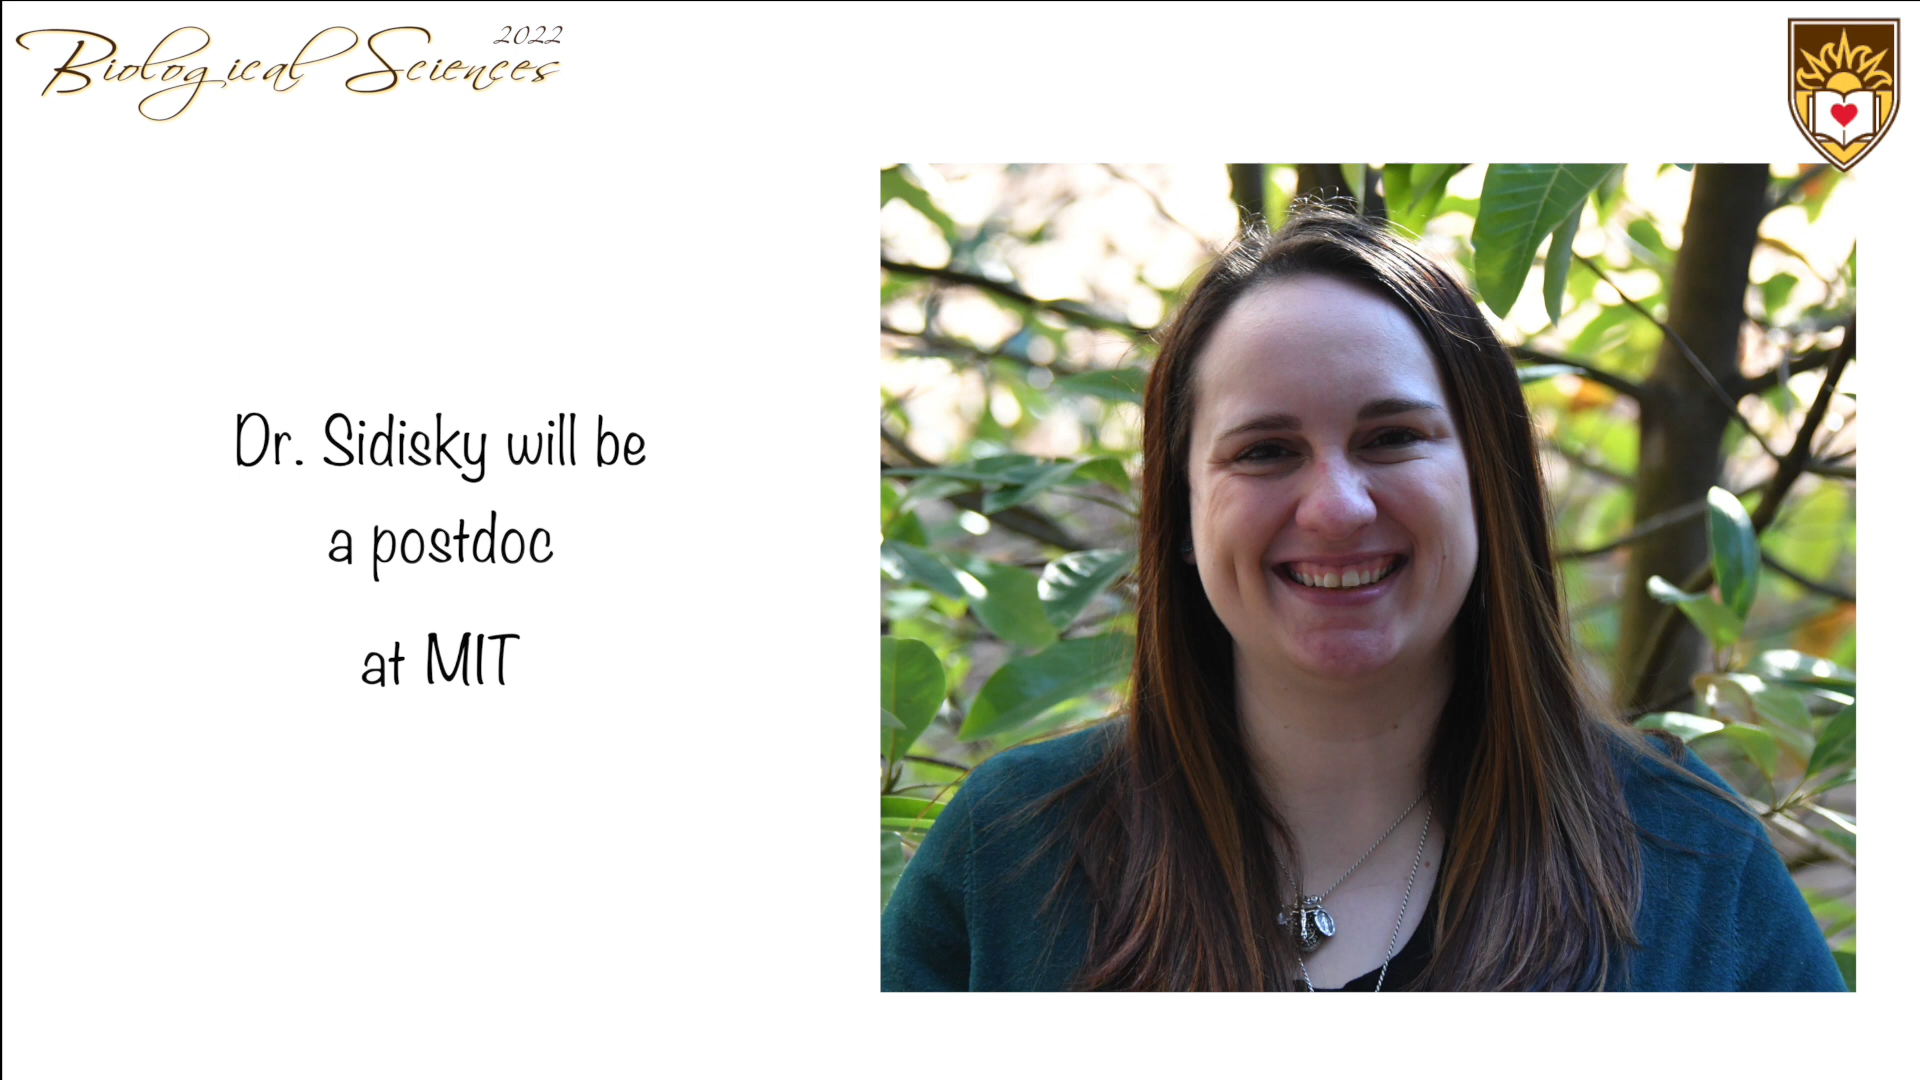 2022
Biological Sciences
Dr. Sidisky will be
a postdoc
at MIT